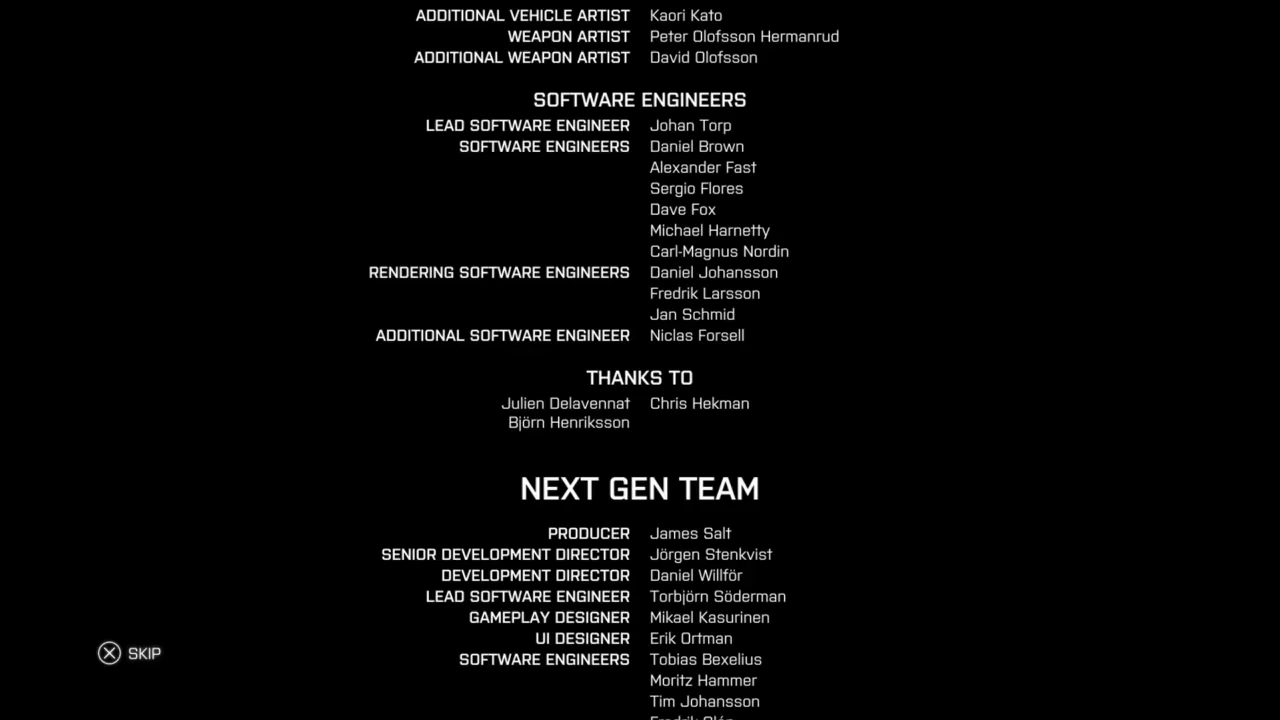 ADDITIONAL VEHICLE ARTIST Kaori Kato
WEAPON ARTIST Peter Olofsson Hermanrud
ADDITIONAL WEAPON ARTIST David Olofsson
SOFTWARE ENGINEERS
LEAD SOFTWARE ENGINEER Johan Torp
SOFTWARE ENGINEERS Daniel Brown
Alexander Fast
Sergio Flores
Dave Fox
Michael Harnetty
Carl-Magnus Nordin
RENDERING SOFTWARE ENGINEERS Daniel Johansson
Fredrik Larsson
Jan Schmid
ADDITIONAL SOFTWARE ENGINEER Niclas Forsell
THANKS TO
Julien Delavennat Chris Hekman
Björn Henriksson
NEXT GEN TEAM
PRODUCER James Salt
SENIOR DEVELOPMENT DIRECTOR Jörgen Stenkvist
DEVELOPMENT DIRECTOR Daniel Willför
LEAD SOFTWARE ENGINEER Torbjörn Söderman
GAMEPLAY DESIGNER Mikael Kasurinen
UI DESIGNER Erik Ortman
SKIP
SOFTWARE ENGINEERS Tobias Bexelius
Moritz Hammer
Tim Johansson